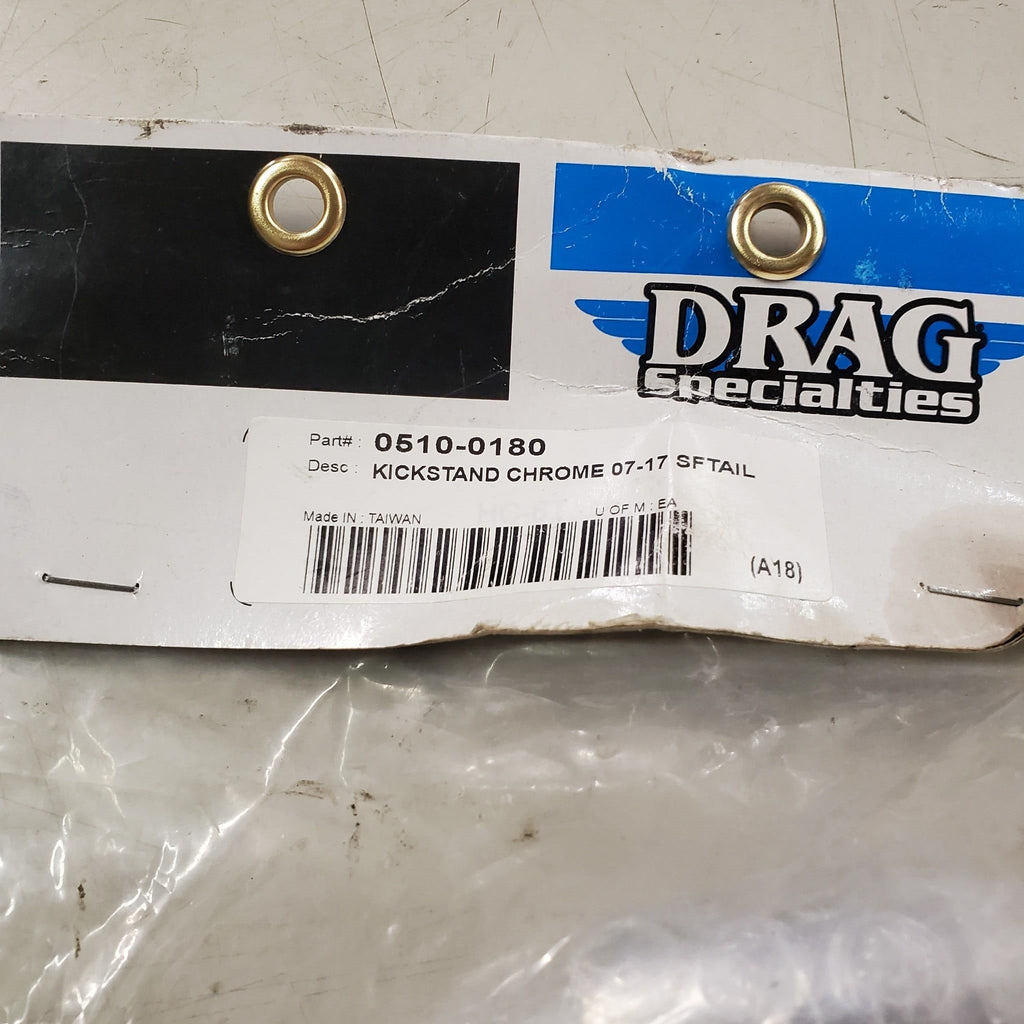 DRAG
Specialties
Part# : 0510-0180
Desc : KICKSTAND CHROME 07-17 SFTAIL
Made IN : TAIWAN
U OF M : EA
(A18)